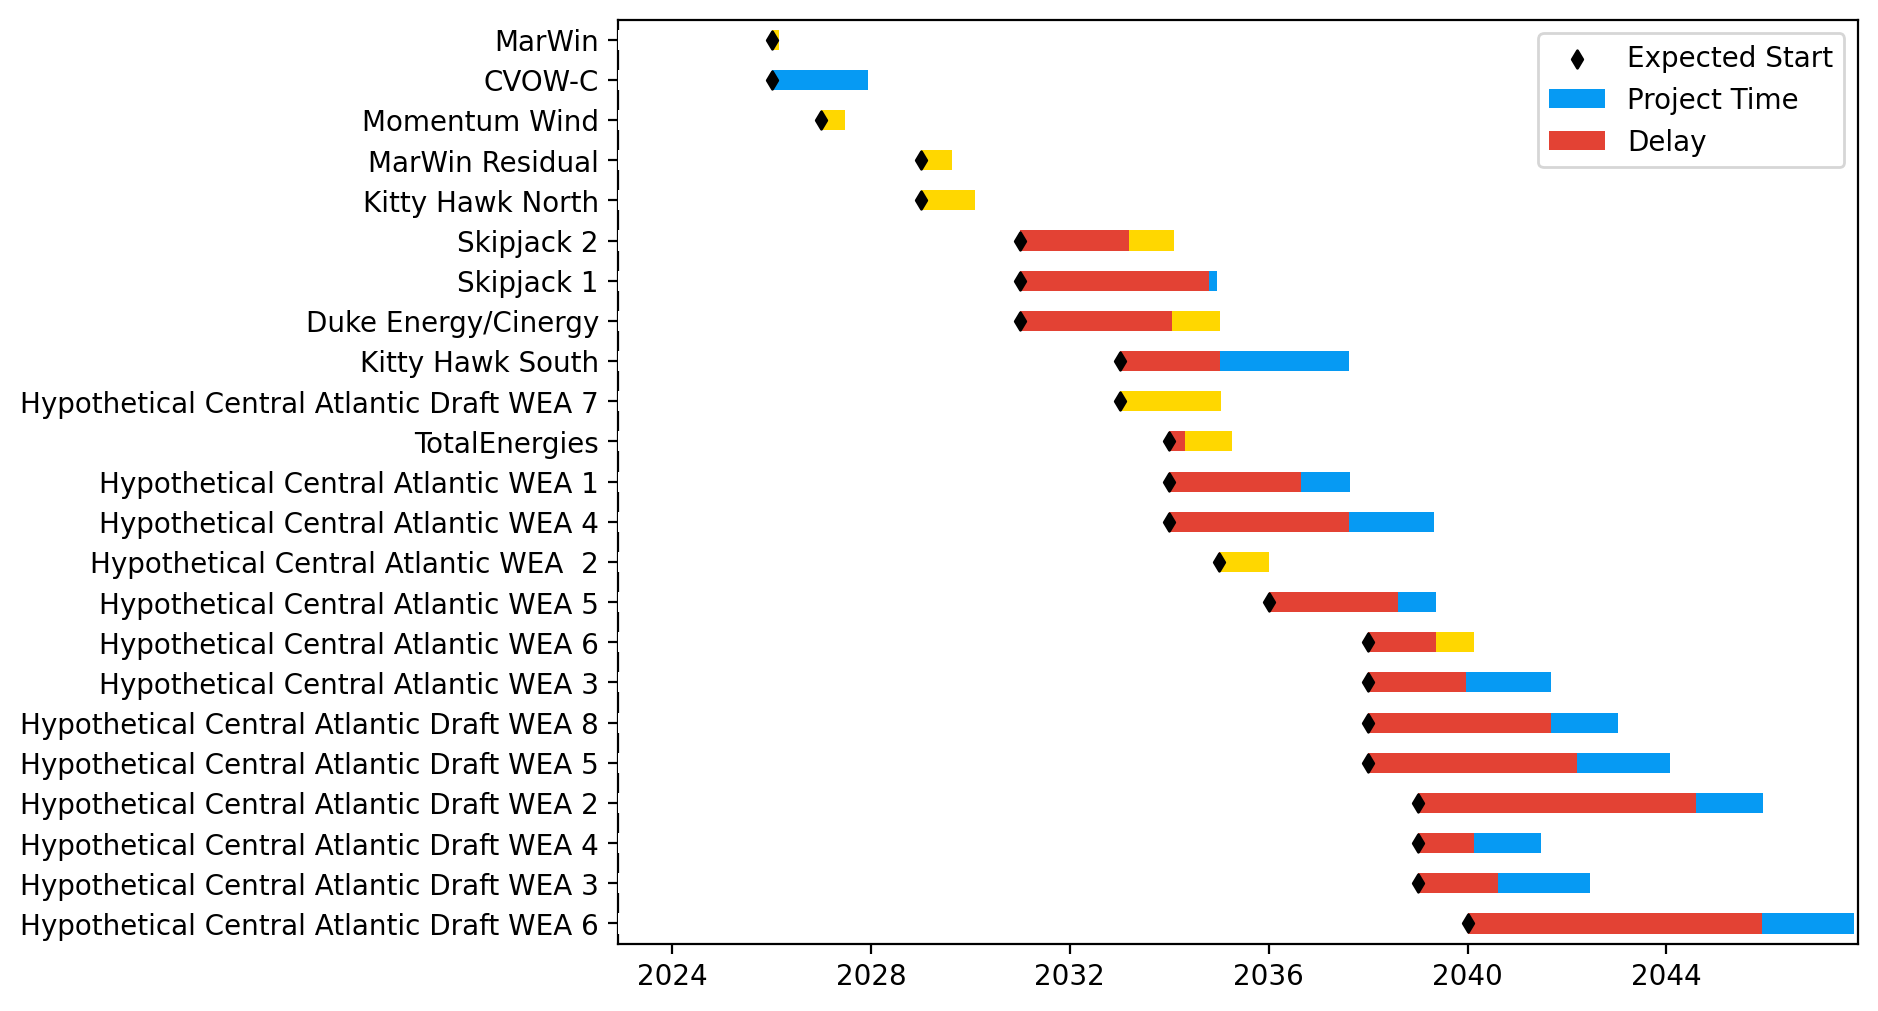 MarWin
CVOW-C
Momentum Wind
MarWin Residual
Kitty Hawk North
Skipjack 2
Skipjack 1
Duke Energy/Cinergy
Kitty Hawk South
Hypothetical Central Atlantic Draft WEA 7
TotalEnergies
Hypothetical Central Atlantic WEA 1
Hypothetical Central Atlantic WEA 4
Hypothetical Central Atlantic WEA  2
Hypothetical Central Atlantic WEA 5
Hypothetical Central Atlantic WEA 6
Hypothetical Central Atlantic WEA 3
Hypothetical Central Atlantic Draft WEA 8
Hypothetical Central Atlantic Draft WEA 5
Hypothetical Central Atlantic Draft WEA 2
Hypothetical Central Atlantic Draft WEA 4
Hypothetical Central Atlantic Draft WEA 3
Hypothetical Central Atlantic Draft WEA 6
Expected Start
Project Time
Delay
2024 2028 2032 2036 2040 2044